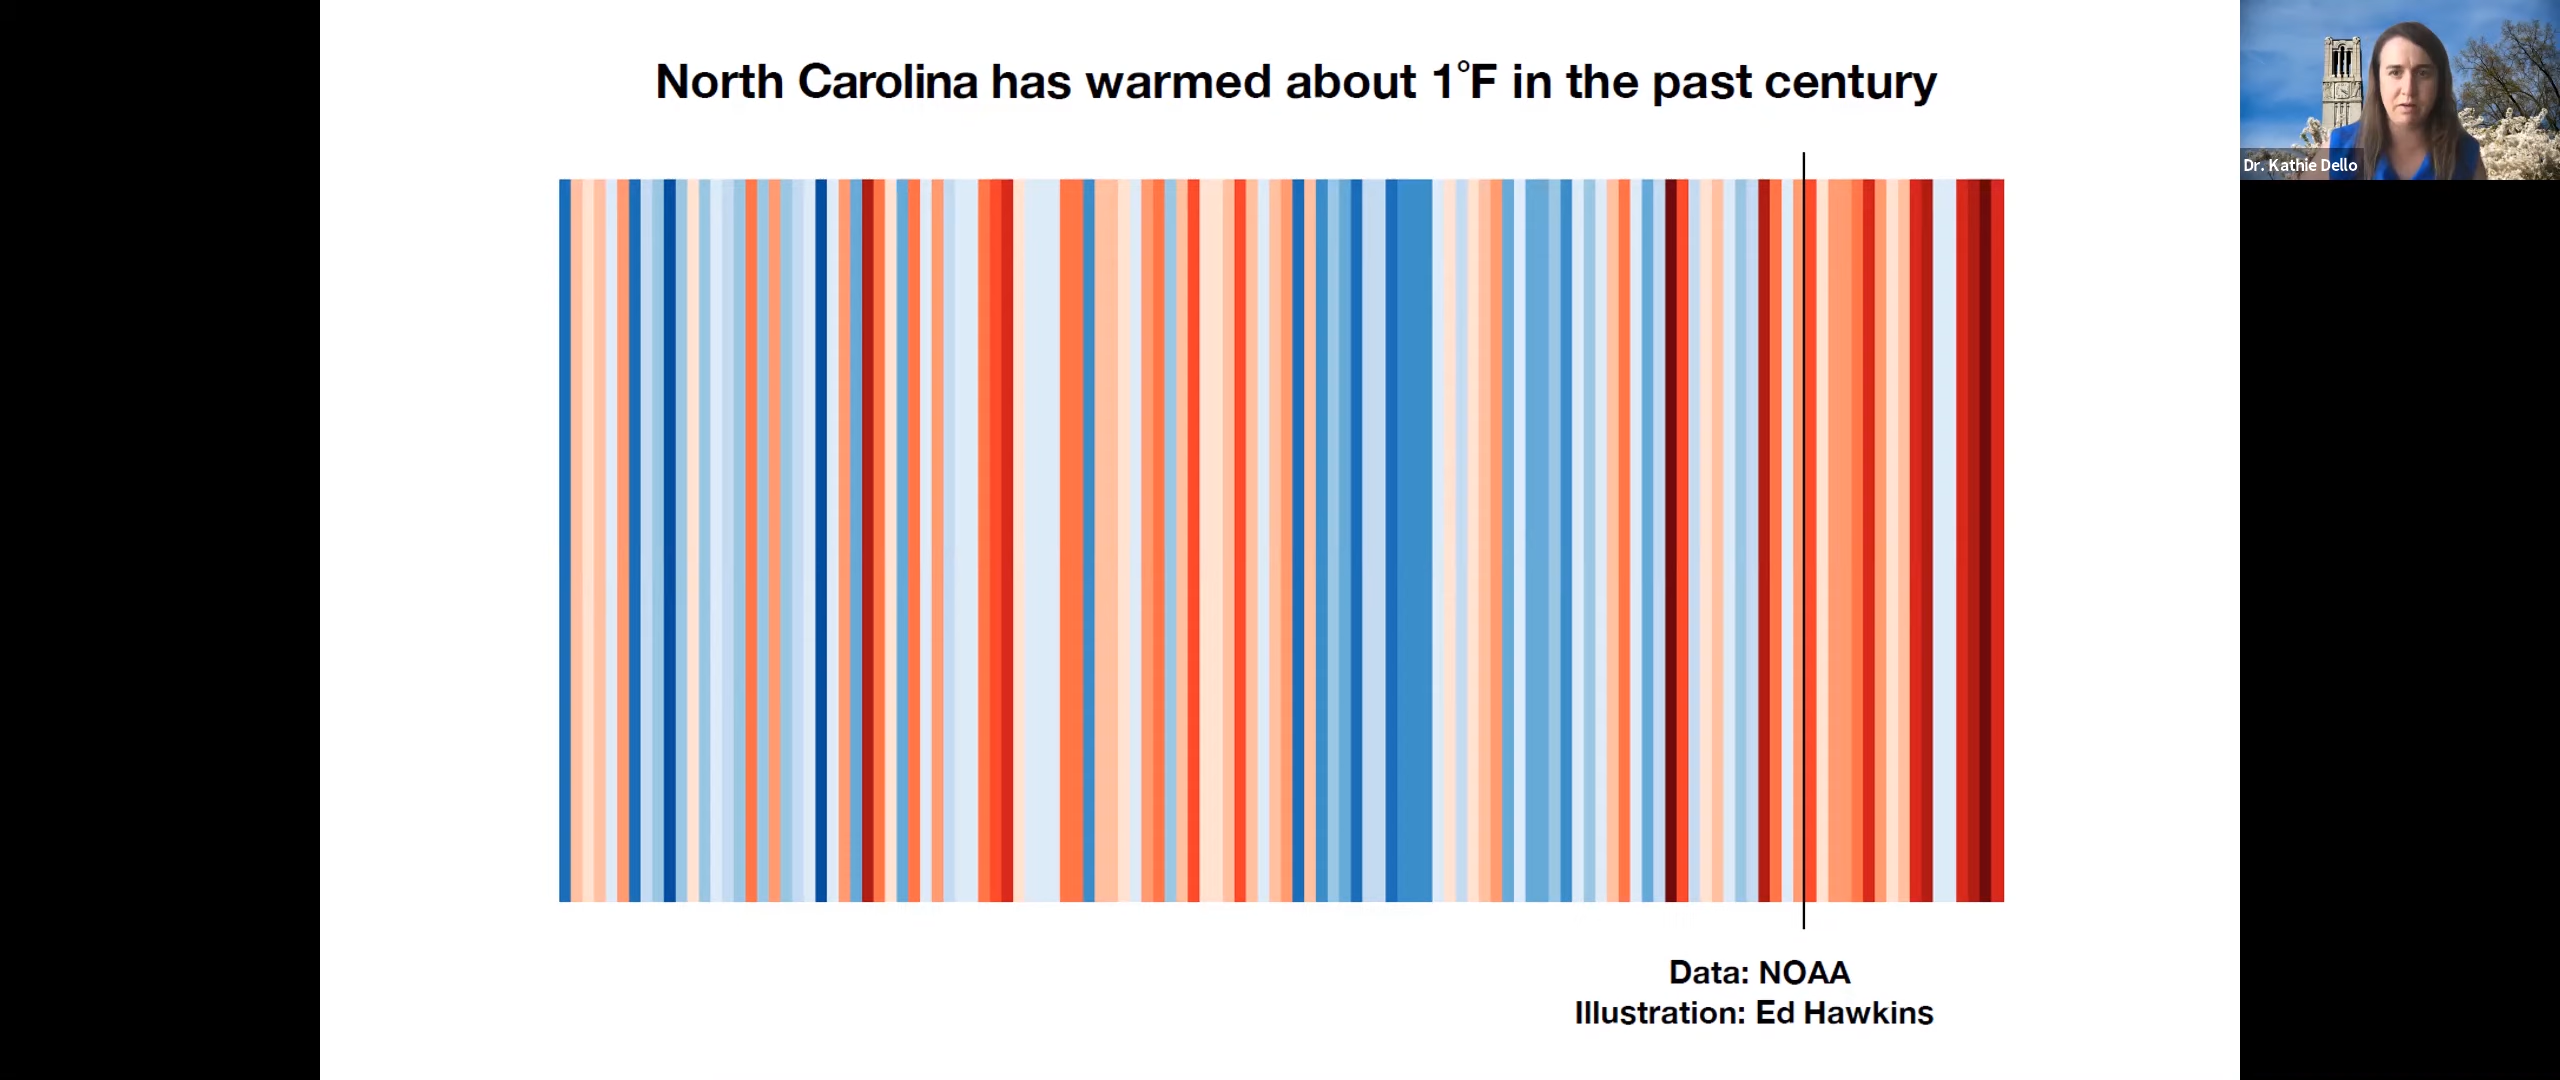 North Carolina has warmed about 1°F in the past century
Dr. Kathie Dello
Data: NOAA
Illustration: Ed Hawkins